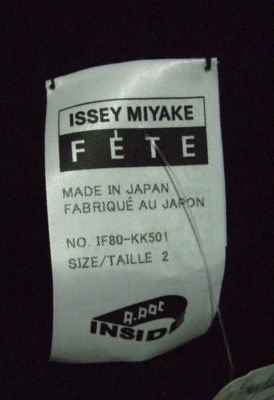 ISSEY MIYAKE
FÊTE
MADE IN JAPAN
FABRIQUÉ AU JAPON
NO. IF80-KK501
SIZE/TAILLE 2
A-POC
INSIDE